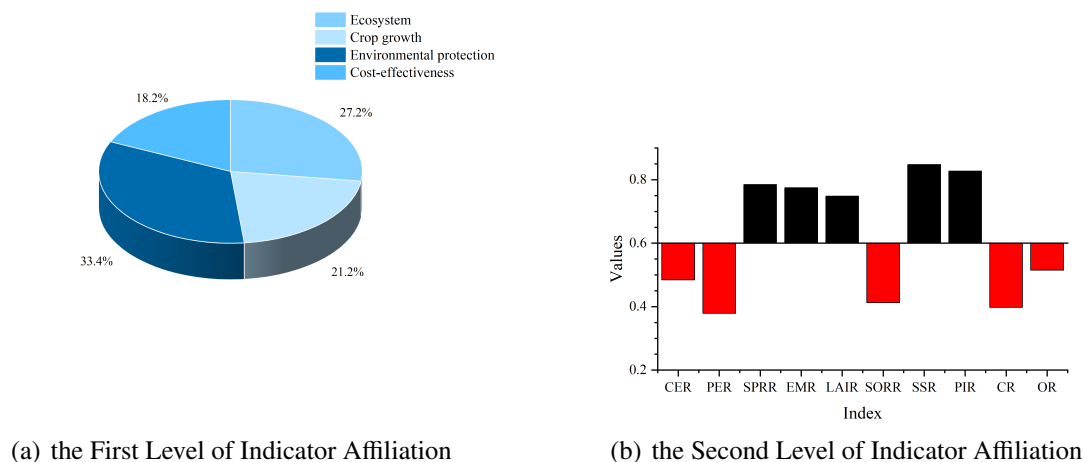 Ecosystem
Crop growth
Environmental protection
Cost-effectiveness
18.2%
27.2%
33.4%
21.2%
(a) the First Level of Indicator Affiliation
0.8
0.6
0.4
0.2
Values
CER PER SPRR EMR LAIR SORR SSR PIR CR OR
Index
(b) the Second Level of Indicator Affiliation